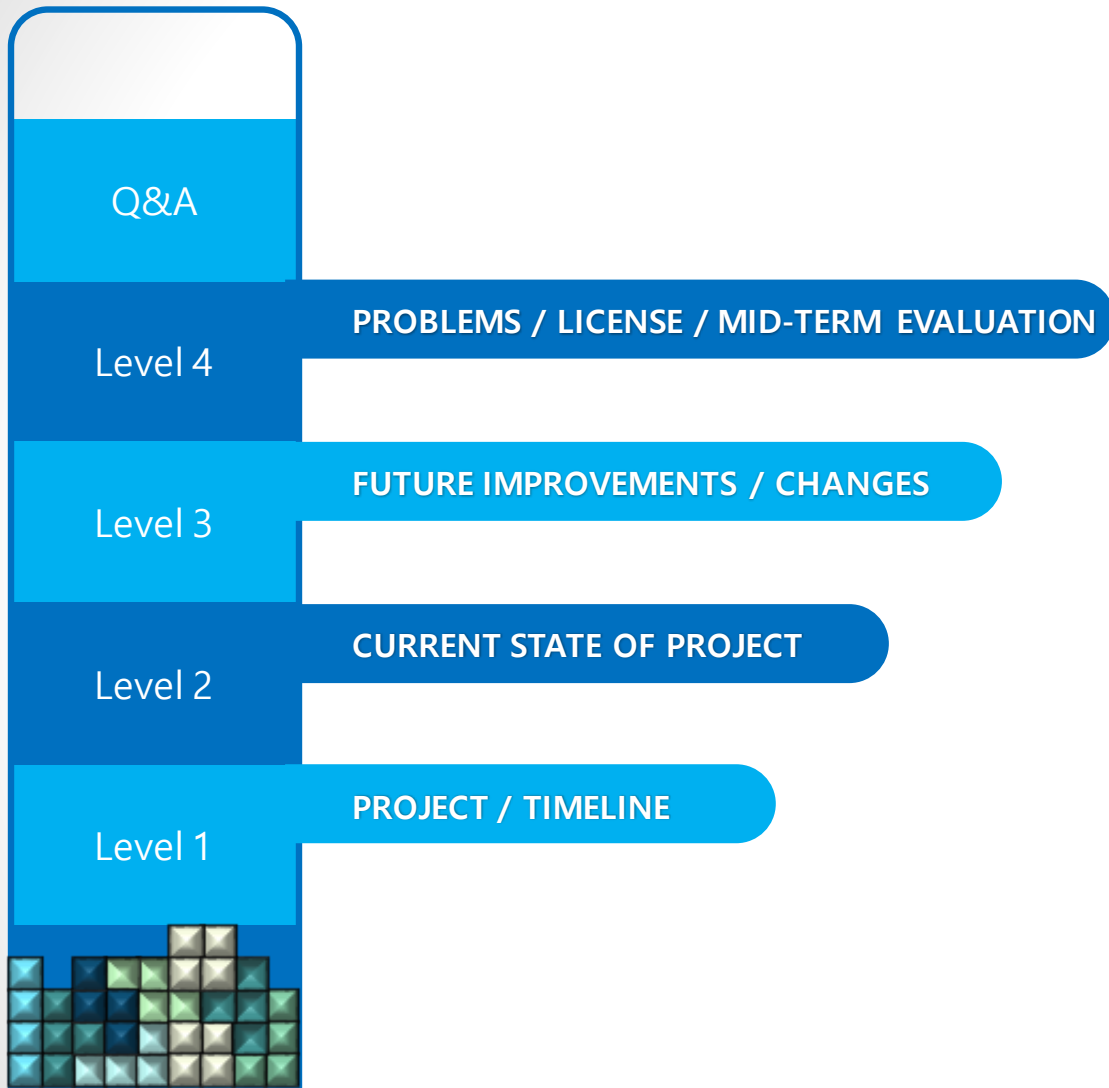 Q&A
Level 4
PROBLEMS / LICENSE / MID-TERM EVALUATION
Level 3
FUTURE IMPROVEMENTS / CHANGES
Level 2
CURRENT STATE OF PROJECT
Level 1
PROJECT / TIMELINE